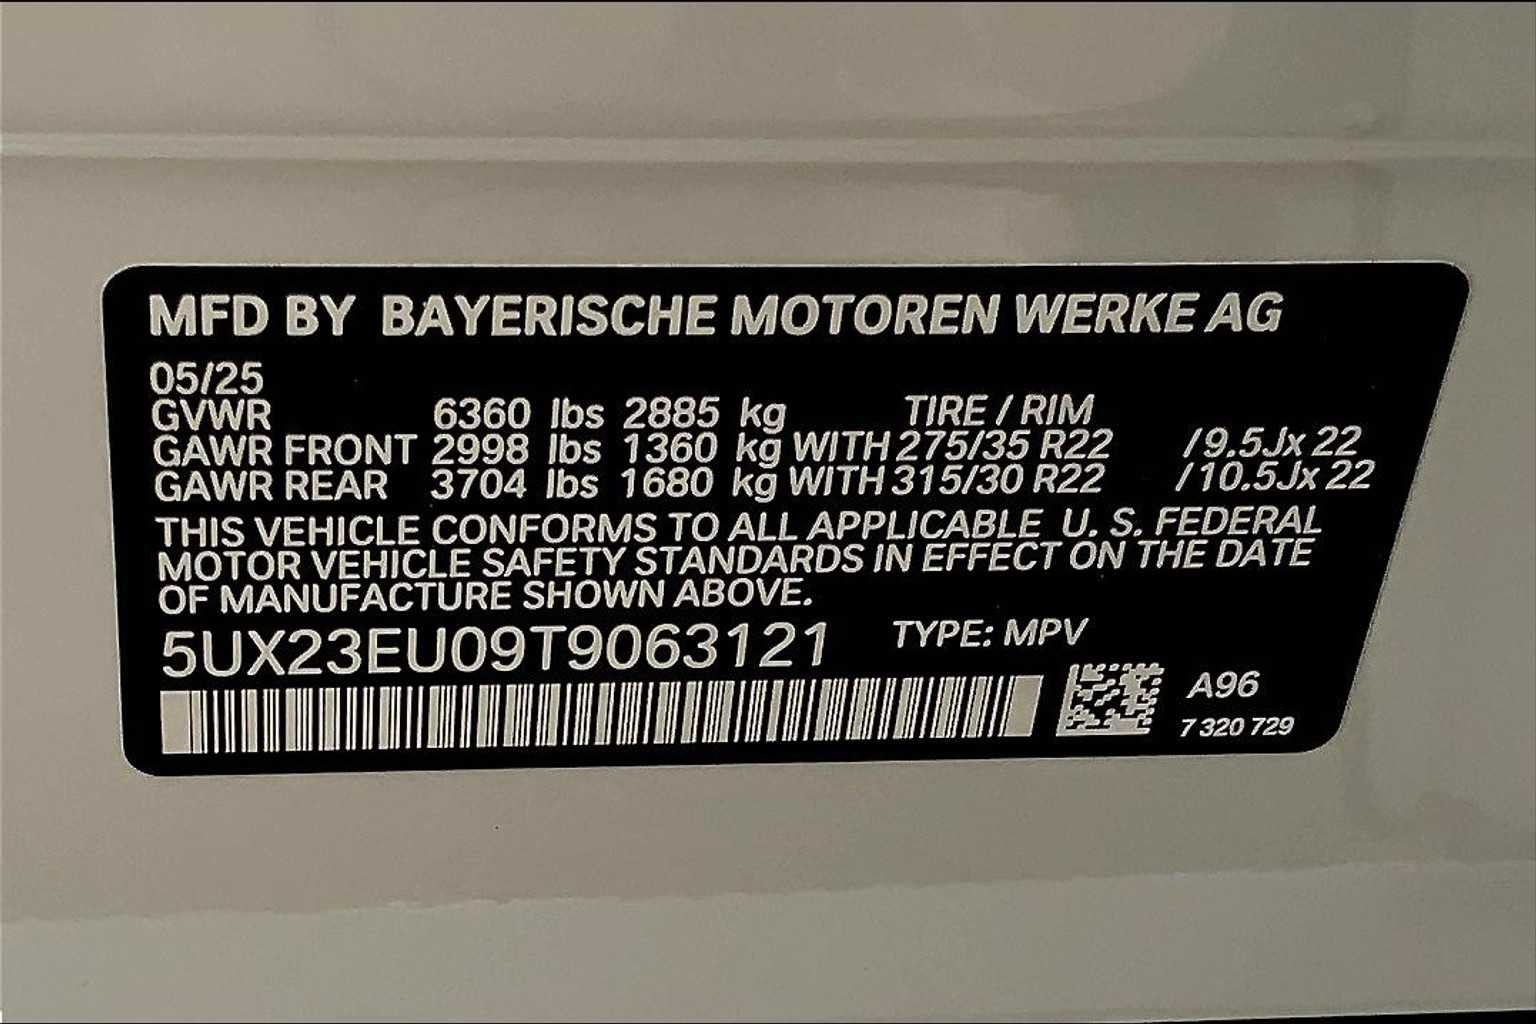 MFD BY BAYERISCHE MOTOREN WERKE AG
05/25
GVWR 6360 lbs 2885 kg TIRE / RIM
GAWR FRONT 2998 lbs 1360 kg WITH 275/35 R22 /9.5Jx 22
GAWR REAR 3704 lbs 1680 kg WITH 315/30 R22 /10.5Jx 22
THIS VEHICLE CONFORMS TO ALL APPLICABLE U. S. FEDERAL
MOTOR VEHICLE SAFETY STANDARDS IN EFFECT ON THE DATE
OF MANUFACTURE SHOWN ABOVE.
5UX23EU09T9063121 TYPE: MPV
A96
7 320 729